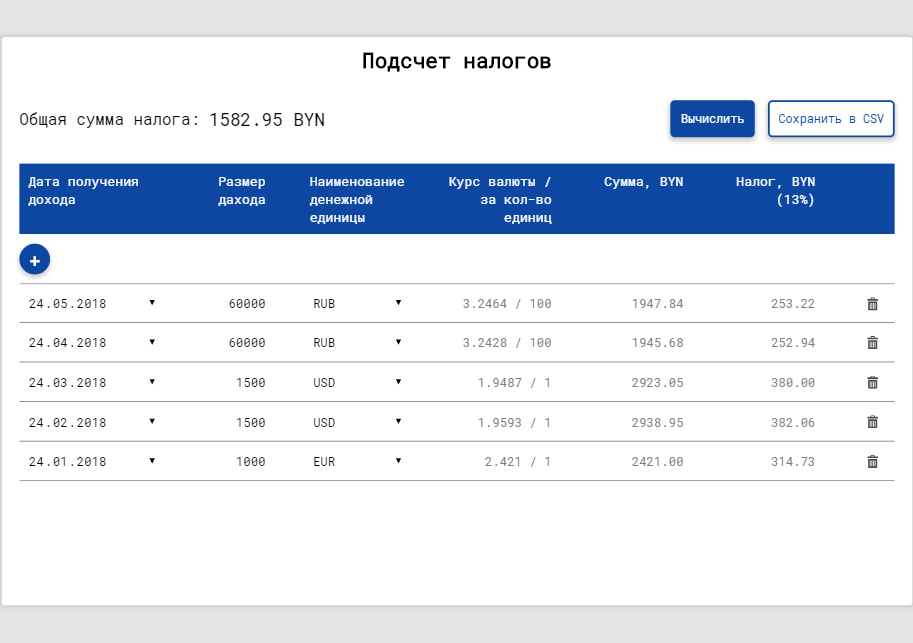 Подсчет налогов
Общая сумма налога: 1582.95 BYN
Вычислить
Сохранить в CSV
Дата получения дохода
Размер дахода
Наименование денежной единицы
Курс валюты / за кол-во единиц
Сумма, BYN
Налог, BYN (13%)
+
24.05.2018 ▼ 60000 RUB ▼ 3.2464 / 100 1947.84 253.22
24.04.2018 ▼ 60000 RUB ▼ 3.2428 / 100 1945.68 252.94
24.03.2018 ▼ 1500 USD ▼ 1.9487 / 1 2923.05 380.00
24.02.2018 ▼ 1500 USD ▼ 1.9593 / 1 2938.95 382.06
24.01.2018 ▼ 1000 EUR ▼ 2.421 / 1 2421.00 314.73